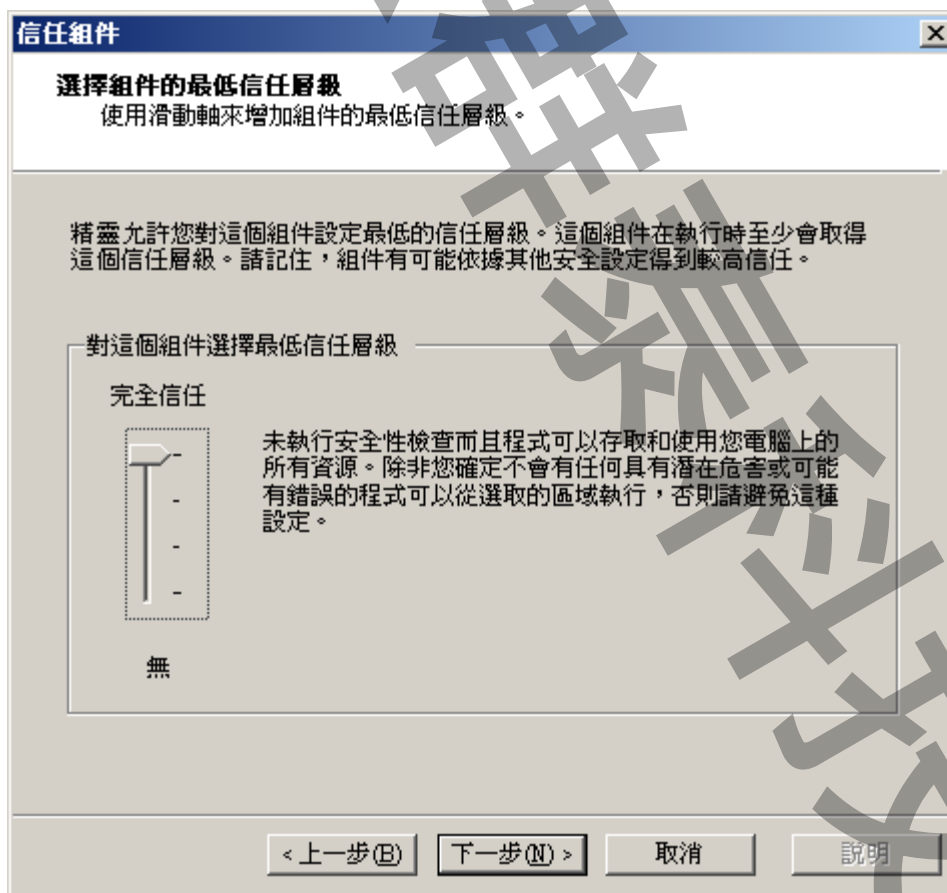 信任組件
選擇組件的最低信任層級
使用滑動軸來增加組件的最低信任層級。
精靈允許您對這個組件設定最低的信任層級。這個組件在執行時至少會取得
這個信任層級。請記住，組件有可能依據其他安全設定得到較高信任。
對這個組件選擇最低信任層級
完全信任
未執行安全性檢查而且程式可以存取和使用您電腦上的
所有資源。除非您確定不會有任何具有潛在危害或可能
有錯誤的程式可以從選取的區域執行，否則請避免這種
設定。
無
<上一步(B)
下一步(N)>
取消
說明